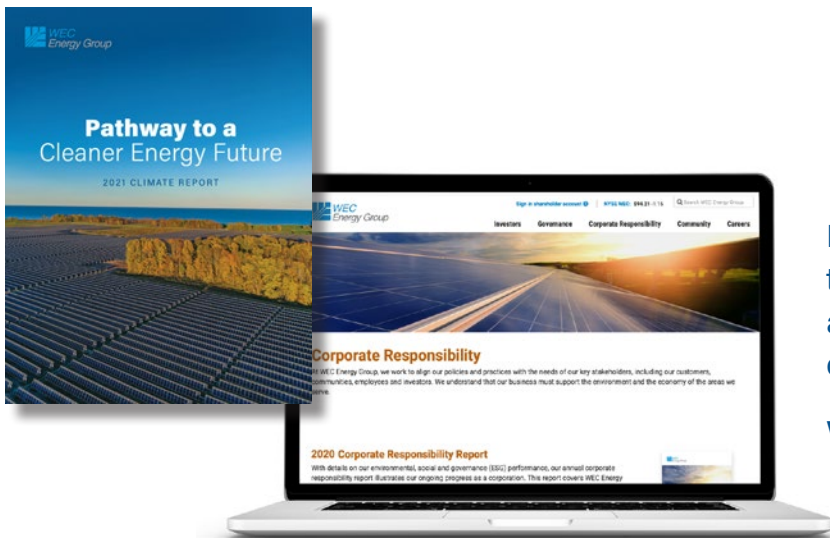 WEC
Energy Group
Pathway to a
Cleaner Energy Future
2021 CLIMATE REPORT
WEC
Energy Group
Sign in shareholder account
NYSE:WEC
Search WEC Energy Group
Investors Governance Corporate Responsibility Community Careers
Corporate Responsibility
At WEC Energy Group, we work to align our policies and practices with the needs of our key stakeholders, including our customers,
communities, employees and investors. We understand that our business must support the environment and the economy of the areas we
serve.
2020 Corporate Responsibility Report
With details on our environmental, social and governance (ESG) performance, our annual corporate
responsibility report illustrates our ongoing progress as a corporation. This report covers WEC Energy